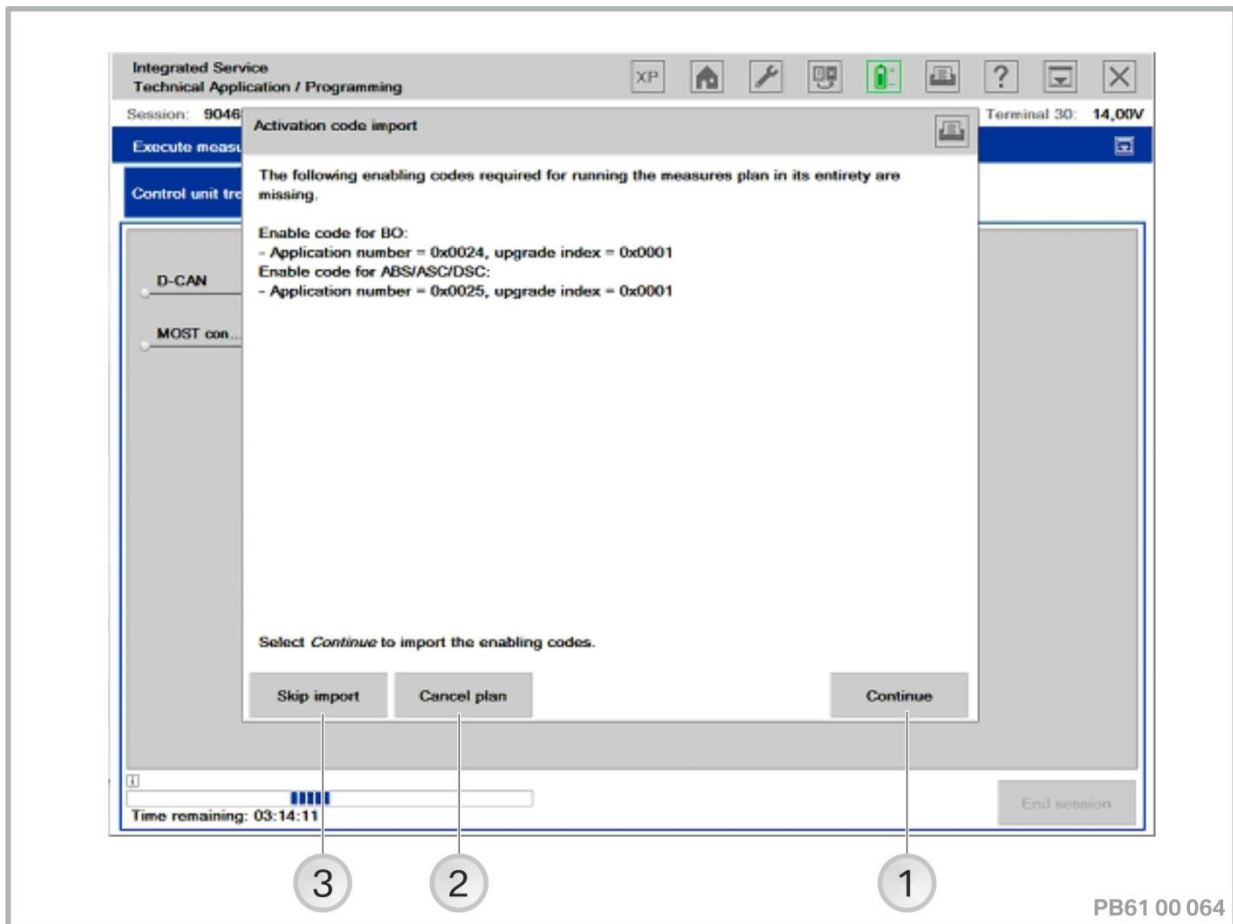 Integrated Service
Technical Application / Programming
XP
?
Session: 9046
Terminal 30: 14,00V
Activation code import
Execute measu
Control unit tre
The following enabling codes required for running the measures plan in its entirety are
missing.
Enable code for BO:
- Application number = 0x0024, upgrade index = 0x0001
Enable code for ABS/ASC/DSC:
- Application number = 0x0025, upgrade index = 0x0001
D-CAN
MOST con...
Select Continue to import the enabling codes.
Skip import
Cancel plan
Continue
i
Time remaining: 03:14:11
End session
3
2
1
PB61 00 064